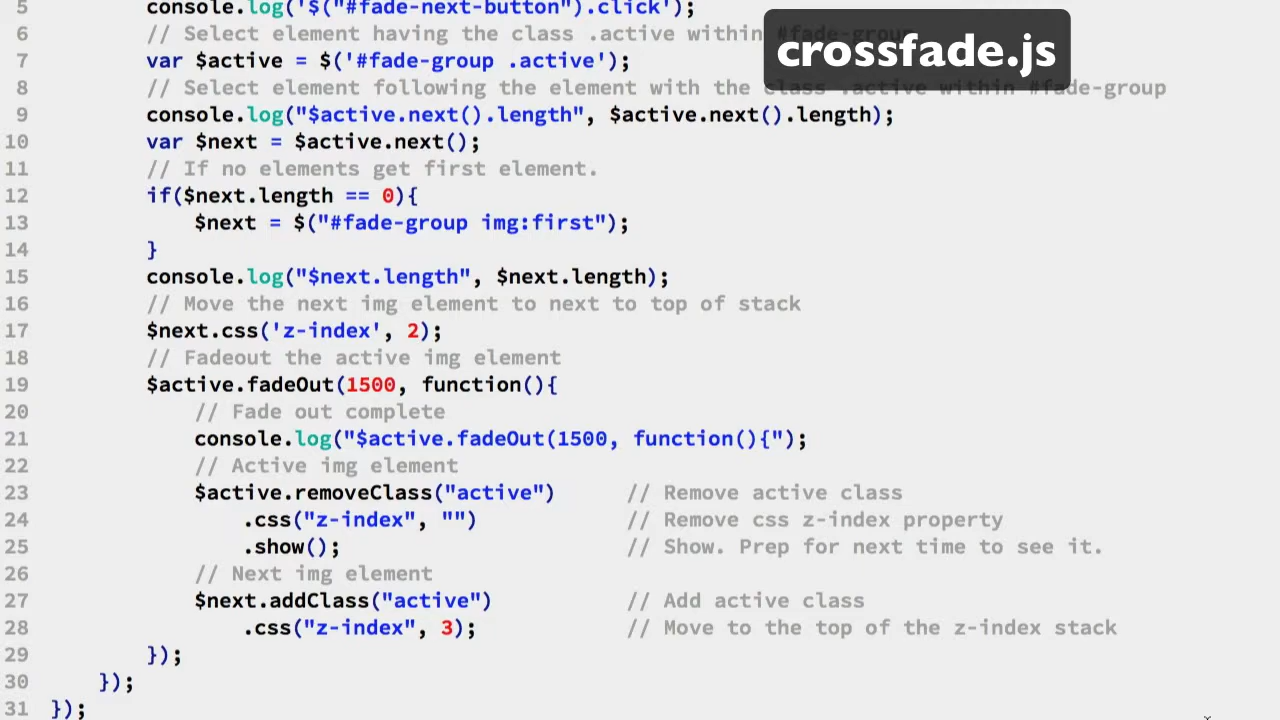 crossfade.js
5 console.log('$("#fade-next-button").click');
6 // Select element having the class .active within #fade-group
7 var $active = $('#fade-group .active');
8 // Select element following the element with the class .active within #fade-group
9 console.log("$active.next().length", $active.next().length);
10 var $next = $active.next();
11 // If no elements get first element.
12 if($next.length == 0){
13 $next = $("#fade-group img:first");
14 }
15 console.log("$next.length", $next.length);
16 // Move the next img element to next to top of stack
17 $next.css('z-index', 2);
18 // Fadeout the active img element
19 $active.fadeOut(1500, function(){
20 // Fade out complete
21 console.log("$active.fadeOut(1500, function(){");
22 // Active img element
23 $active.removeClass("active") // Remove active class
24 .css("z-index", "") // Remove css z-index property
25 .show(); // Show. Prep for next time to see it.
26 // Next img element
27 $next.addClass("active") // Add active class
28 .css("z-index", 3); // Move to the top of the z-index stack
29 });
30 });
31 });